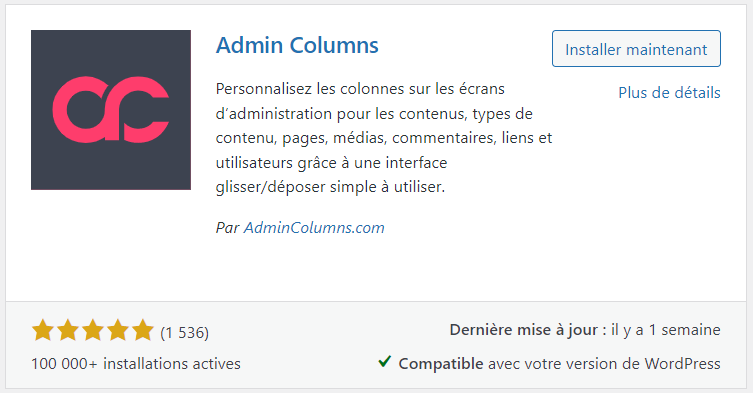 ac
Admin Columns
Installer maintenant
Plus de détails
Personnalisez les colonnes sur les écrans
d’administration pour les contenus, types de
contenu, pages, médias, commentaires, liens et
utilisateurs grâce à une interface
glisser/déposer simple à utiliser.
Par AdminColumns.com
(1 536)
Dernière mise à jour : il y a 1 semaine
100 000+ installations actives
Compatible avec votre version de WordPress